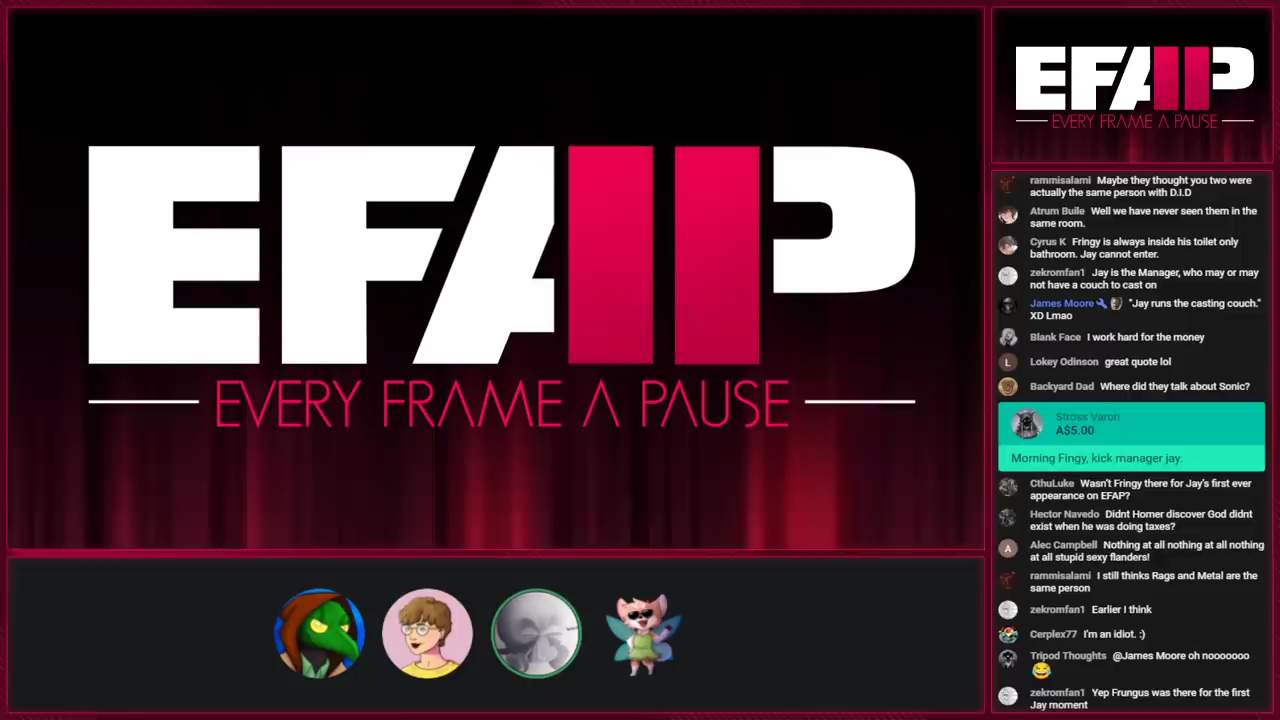 EFAP
EVERY FRAME A PAUSE
EFAP
EVERY FRAME A PAUSE
rammisalami Maybe they thought you two were
actually the same person with D.I.D
Atrum Buile Well we have never seen them in the
same room.
Cyrus K Fringy is always inside his toilet only
bathroom. Jay cannot enter.
zekromfan1 Jay is the Manager, who may or may
not have a couch to cast on
James Moore "Jay runs the casting couch."
XD Lmao
Blank Face I work hard for the money
L
Lokey Odinson great quote lol
Backyard Dad Where did they talk about Sonic?
Stross Varon
A$5.00
Morning Fingy, kick manager jay.
CthuLuke Wasn't Fringy there for Jay's first ever
appearance on EFAP?
Hector Navedo Didnt Homer discover God didnt
exist when he was doing taxes?
A
Alec Campbell Nothing at all nothing at all nothing
at all stupid sexy flanders!
rammisalami I still thinks Rags and Metal are the
same person
zekromfan1 Earlier I think
Cerplex77 I'm an idiot. :)
Tripod Thoughts @James Moore oh nooooooo
😂
zekromfan1 Yep Frungus was there for the first
Jay moment